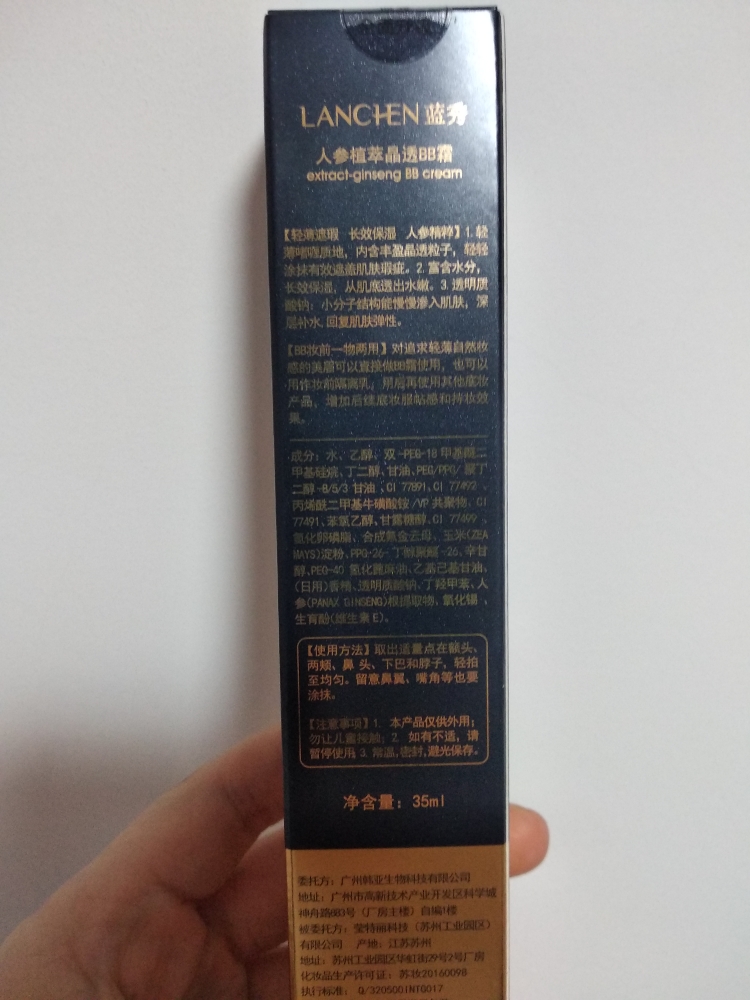 LANCHEN 蓝秀
人参植萃晶透BB霜
extract-ginseng BB cream
【轻薄遮瑕 长效保湿 人参精粹】1.轻
薄啫喱质地，内含丰盈晶透粒子，轻轻
涂抹有效遮盖肌肤瑕疵。2.富含水分，
长效保湿，从肌底透出水嫩。3.透明质
酸钠：小分子结构能慢慢渗入肌肤，深
层补水,回复肌肤弹性。
【BB妆前一物两用】对追求轻薄自然妆
感的美眉可以直接做BB霜使用，也可以
用作妆前隔离乳；用后再使用其他底妆
产品，增加后续底妆服帖感和持妆效
果。
成分：水、乙醇、双-PEG-18 甲基醚二
甲基硅烷、丁二醇、甘油、PEG/PPG/ 聚丁
二醇-8/5/3 甘油，CI 77891、CI 77492、
丙烯酰二甲基牛磺酸铵/VP 共聚物、CI
77491、苯氧乙醇、甘露糖醇、CI 77499、
氢化卵磷脂、合成氟金云母、玉米(ZEA
MAYS)淀粉、PPG-26-丁醇聚醚-26、辛甘
醇、PEG-40 氢化蓖麻油、乙基己基甘油、
(日用)香精、透明质酸钠、丁羟甲苯、人
参(PANAX GINSENG)根提取物、氧化锡、
生育酚(维生素E)。
【使用方法】取出适量点在额头、
两颊、鼻 头、下巴和脖子，轻拍
至均匀。留意鼻翼、嘴角等也要
涂抹。
【注意事项】1. 本产品仅供外用；
勿让儿童接触；2. 如有不适，请
暂停使用 3.常温,密封,避光保存。
净含量：35ml
委托方：广州韩亚生物科技有限公司
地址：广州市高新技术产业开发区科学城
神舟路883号（厂房主楼）自编1楼
被委托方：莹特丽科技（苏州工业园区）
有限公司 产地：江苏苏州
地址：苏州工业园区华虹街29号2号厂房
化妆品生产许可证：苏妆20160098
执行标准：Q/320500INT0017